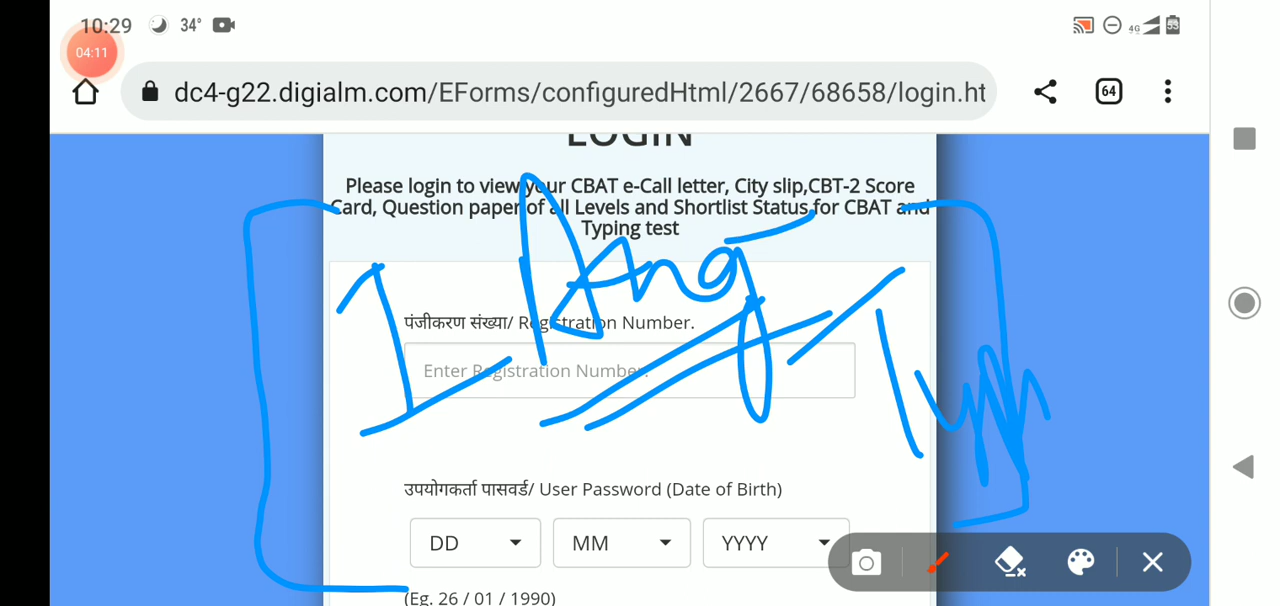 10:29 34°
04:11 4G 53
dc4-g22.digialm.com/EForms/configuredHtml/2667/68658/login.ht 64
LOGIN
Please login to view your CBAT e-Call letter, City slip,CBT-2 Score
Card, Question paper of all Levels and Shortlist Status for CBAT and
Typing test
पंजीकरण संख्या/ Registration Number.
Enter Registration Number.
उपयोगकर्ता पासवर्ड/ User Password (Date of Birth)
DD MM YYYY
(Eg. 26 / 01 / 1990)